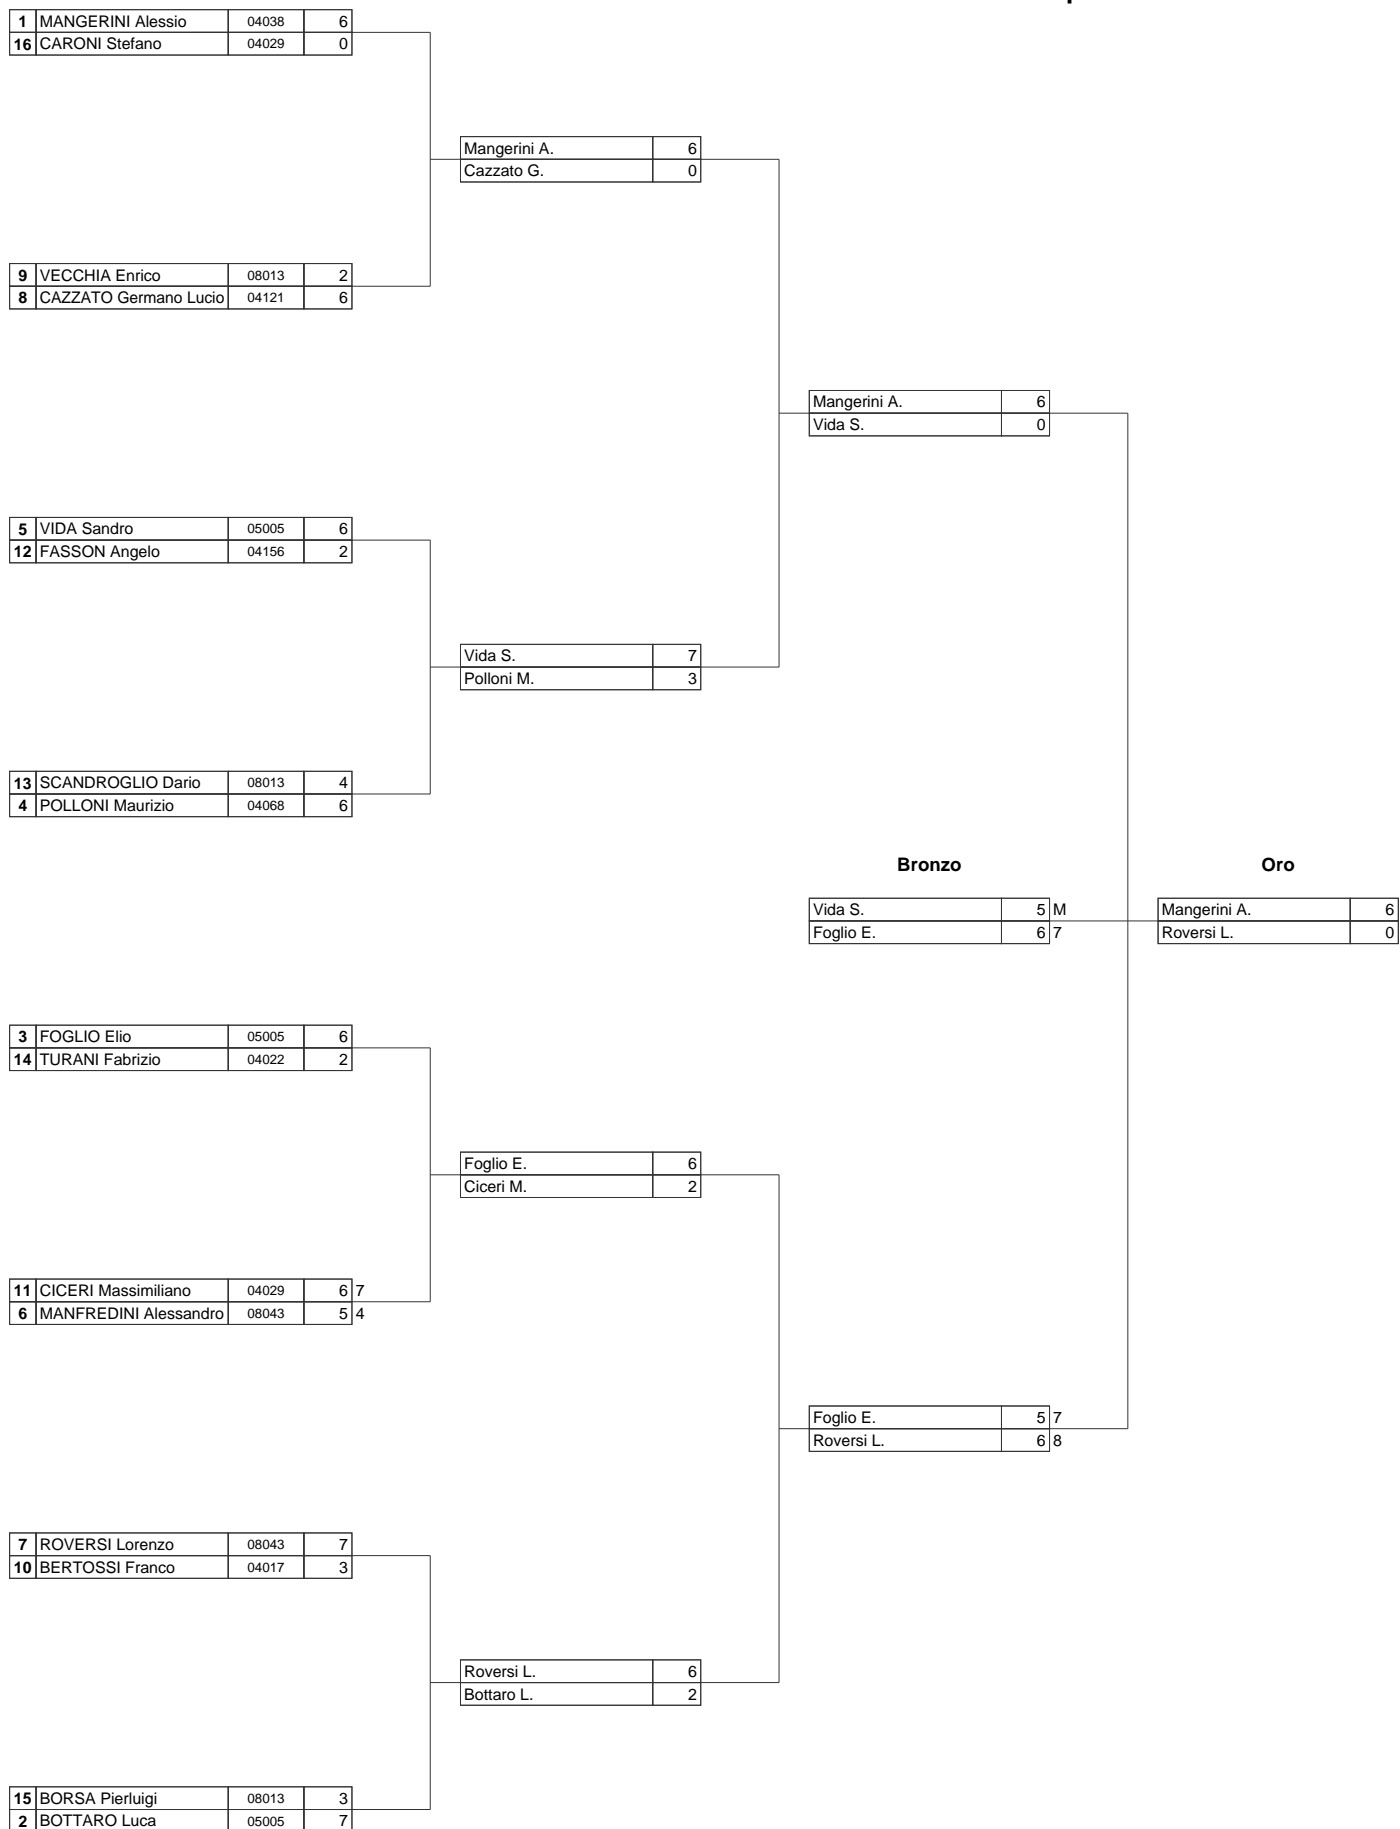 1 MANGERINI Alessio 04038 6
16 CARONI Stefano 04029 0
Mangerini A. 6
Cazzato G. 0
9 VECCHIA Enrico 08013 2
8 CAZZATO Germano Lucio 04121 6
Mangerini A. 6
Vida S. 0
5 VIDA Sandro 05005 6
12 FASSON Angelo 04156 2
Vida S. 7
Polloni M. 3
13 SCANDROGLIO Dario 08013 4
4 POLLONI Maurizio 04068 6
Bronzo Oro
Vida S. 5 M Mangerini A. 6
Foglio E. 6 7 Roversi L. 0
3 FOGLIO Elio 05005 6
14 TURANI Fabrizio 04022 2
Foglio E. 6
Ciceri M. 2
11 CICERI Massimiliano 04029 6 7
6 MANFREDINI Alessandro 08043 5 4
Foglio E. 5 7
Roversi L. 6 8
7 ROVERSI Lorenzo 08043 7
10 BERTOSSI Franco 04017 3
Roversi L. 6
Bottaro L. 2
15 BORSA Pierluigi 08013 3
2 BOTTARO Luca 05005 7